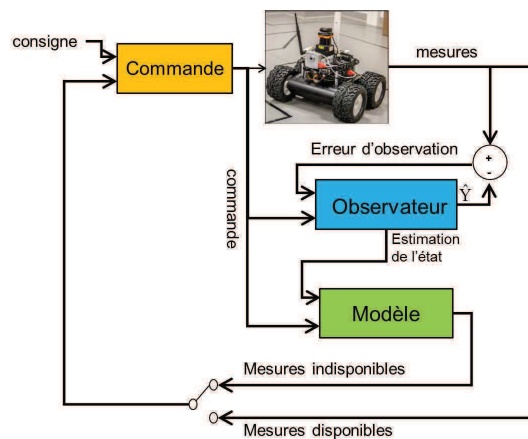 consigne
Commande
mesures
Erreur d'observation
+
-
Ŷ
Observateur
commande
Estimation
de l'état
Modèle
Mesures indisponibles
Mesures disponibles